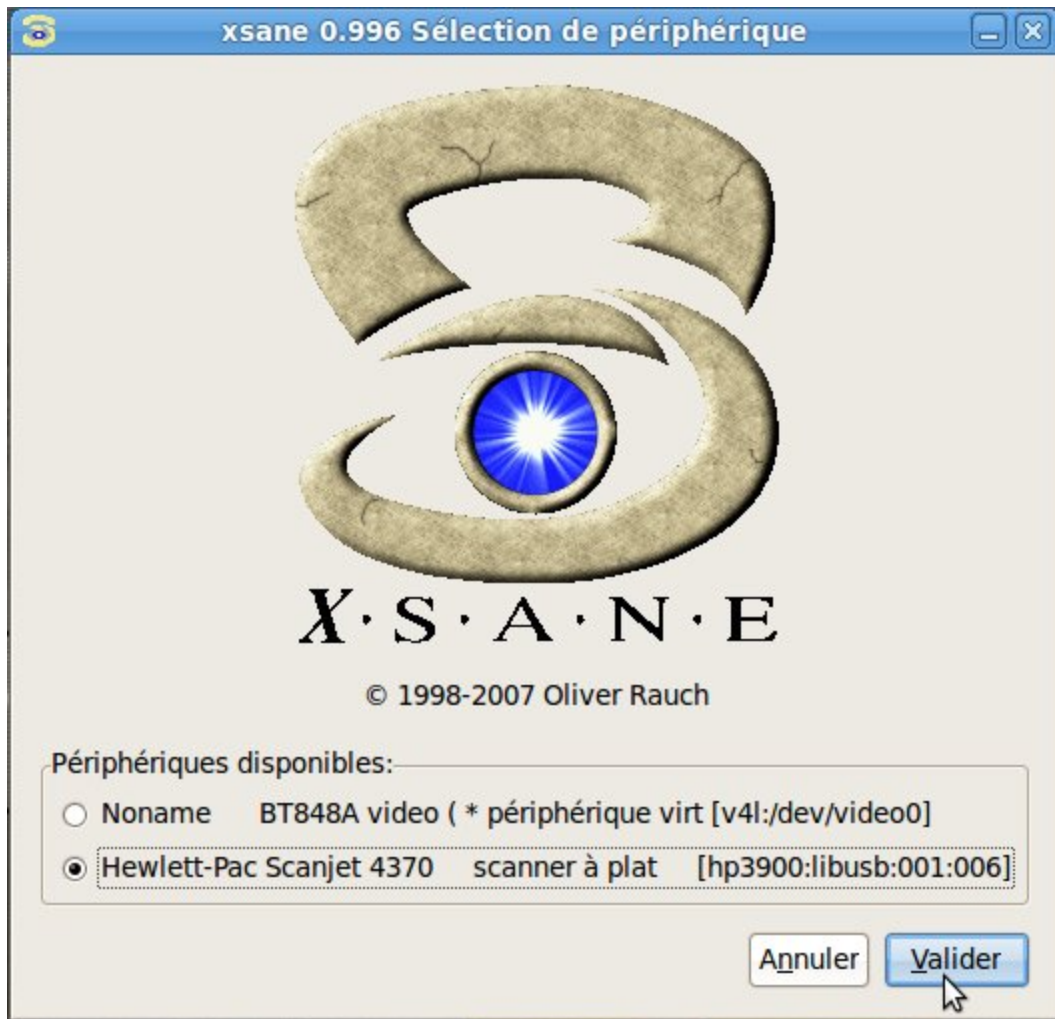 xsane 0.996 Sélection de périphérique
X·S·A·N·E
© 1998-2007 Oliver Rauch
Périphériques disponibles:
Noname BT848A video ( * périphérique virt [v4l:/dev/video0]
Hewlett-Pac Scanjet 4370 scanner à plat [hp3900:libusb:001:006]
Annuler Valider